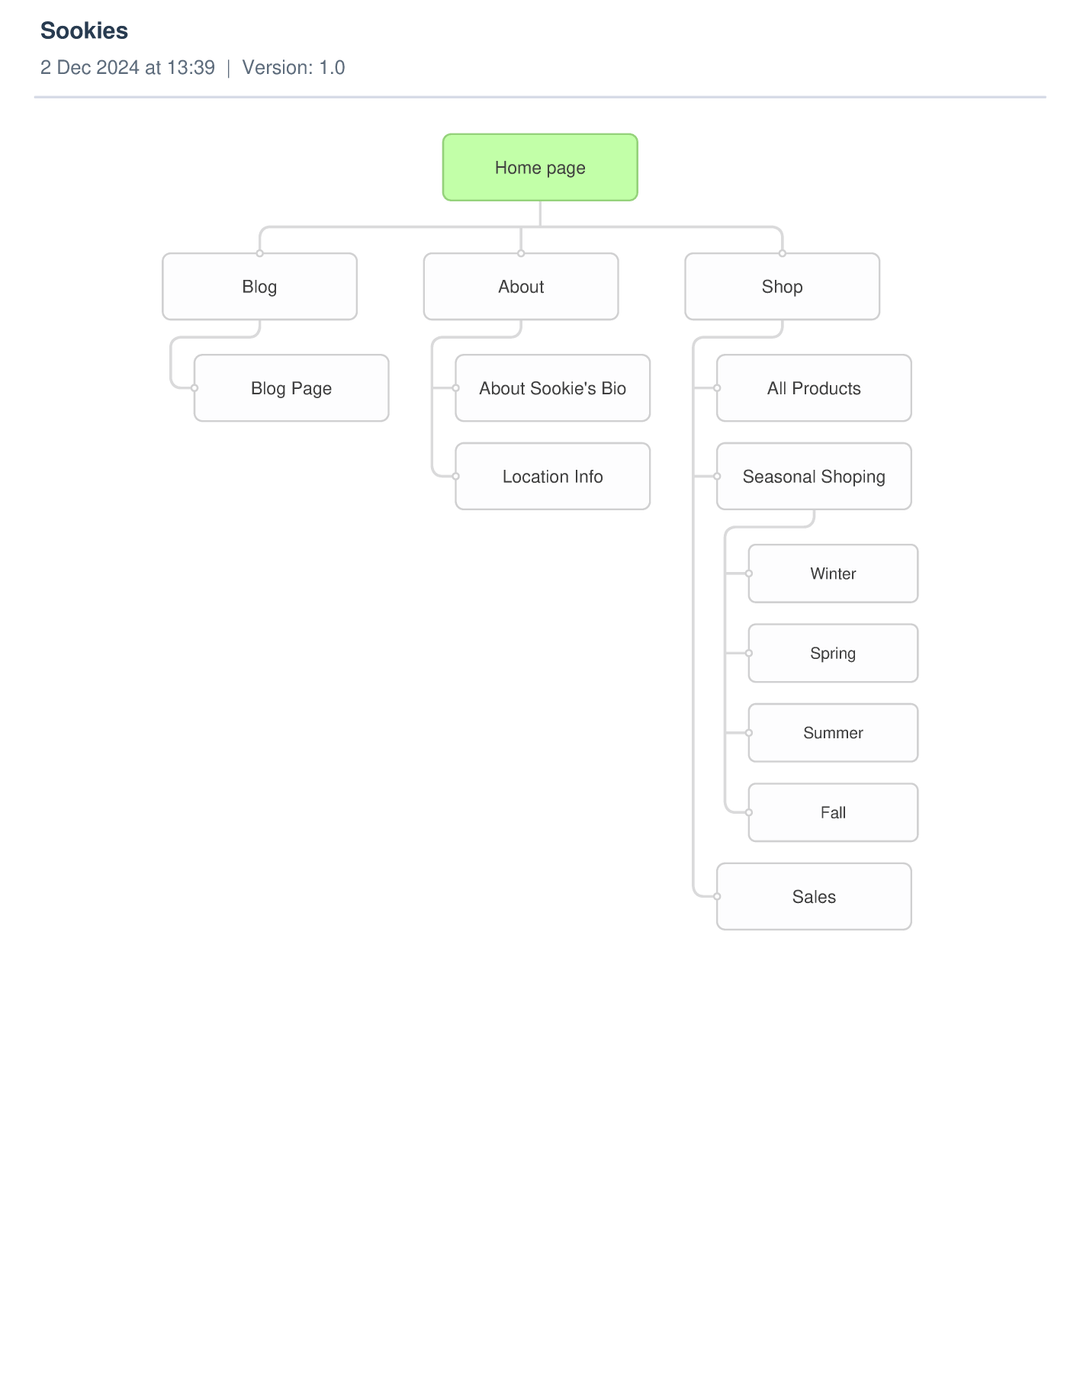 Sookies
2 Dec 2024 at 13:39 | Version: 1.0
Home page
Blog
About
Shop
Blog Page
About Sookie's Bio
All Products
Location Info
Seasonal Shoping
Winter
Spring
Summer
Fall
Sales